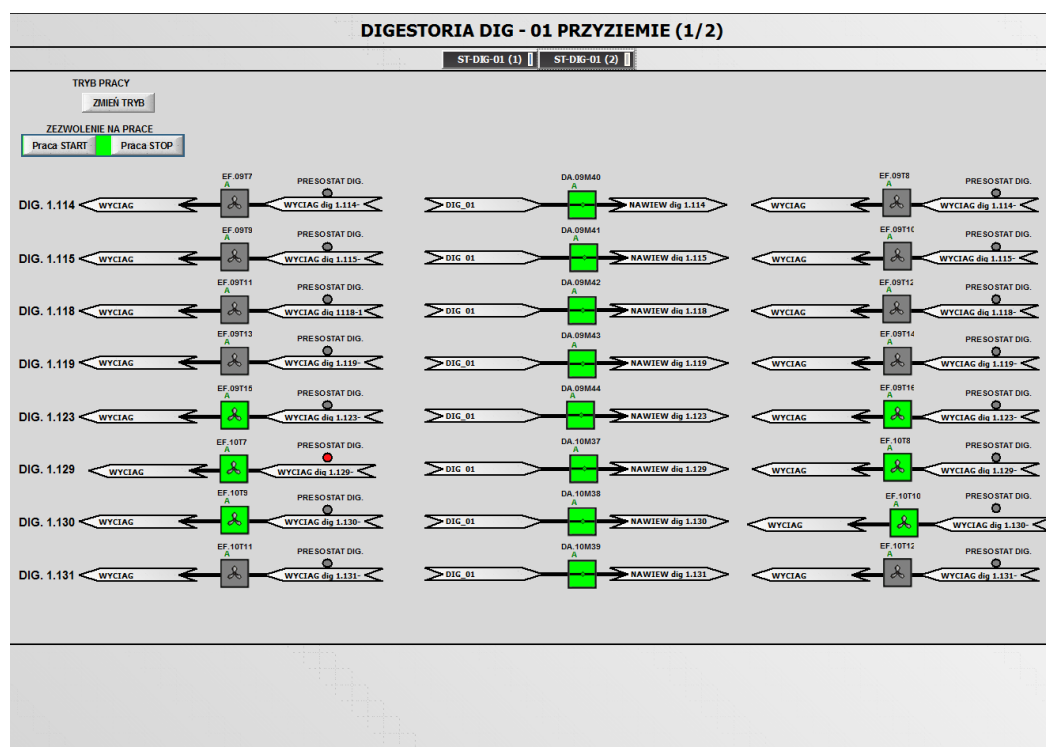 DIGESTORIA DIG - 01 PRZYZIEMIE (1/2)
ST-DIG-01 (1) ST-DIG-01 (2)
TRYB PRACY
ZMIEŃ TRYB
ZEZWOLENIE NA PRACE
Praca START Praca STOP
EF.09T7 PRESOSTAT DIG. DA.09M40 EF.09T8 PRESOSTAT DIG.
A A A
DIG. 1.114 WYCIAG WYCIAG dig 1.114- DIG_01 NAWIEW dig 1.114 WYCIAG WYCIAG dig 1.114-
EF.09T9 PRESOSTAT DIG. DA.09M41 EF.09T10 PRESOSTAT DIG.
A A A
DIG. 1.115 WYCIAG WYCIAG dig 1.115- DIG_01 NAWIEW dig 1.115 WYCIAG WYCIAG dig 1.115-
EF.09T11 PRESOSTAT DIG. DA.09M42 EF.09T12 PRESOSTAT DIG.
A A A
DIG. 1.118 WYCIAG WYCIAG dig 1118-1 DIG_01 NAWIEW dig 1.118 WYCIAG WYCIAG dig 1.118-
EF.09T13 PRESOSTAT DIG. DA.09M43 EF.09T14 PRESOSTAT DIG.
A A A
DIG. 1.119 WYCIAG WYCIAG dig 1.119- DIG_01 NAWIEW dig 1.119 WYCIAG WYCIAG dig 1.119-
EF.09T15 PRESOSTAT DIG. DA.09M44 EF.09T16 PRESOSTAT DIG.
A A A
DIG. 1.123 WYCIAG WYCIAG dig 1.123- DIG_01 NAWIEW dig 1.123 WYCIAG WYCIAG dig 1.123-
EF.10T7 PRESOSTAT DIG. DA.10M37 EF.10T8 PRESOSTAT DIG.
A A A
DIG. 1.129 WYCIAG WYCIAG dig 1.129- DIG_01 NAWIEW dig 1.129 WYCIAG WYCIAG dig 1.129-
EF.10T9 PRESOSTAT DIG. DA.10M38 EF.10T10 PRESOSTAT DIG.
A A A
DIG. 1.130 WYCIAG WYCIAG dig 1.130- DIG_01 NAWIEW dig 1.130 WYCIAG WYCIAG dig 1.130-
EF.10T11 PRESOSTAT DIG. DA.10M39 EF.10T12 PRESOSTAT DIG.
A A A
DIG. 1.131 WYCIAG WYCIAG dig 1.131- DIG_01 NAWIEW dig 1.131 WYCIAG WYCIAG dig 1.131-